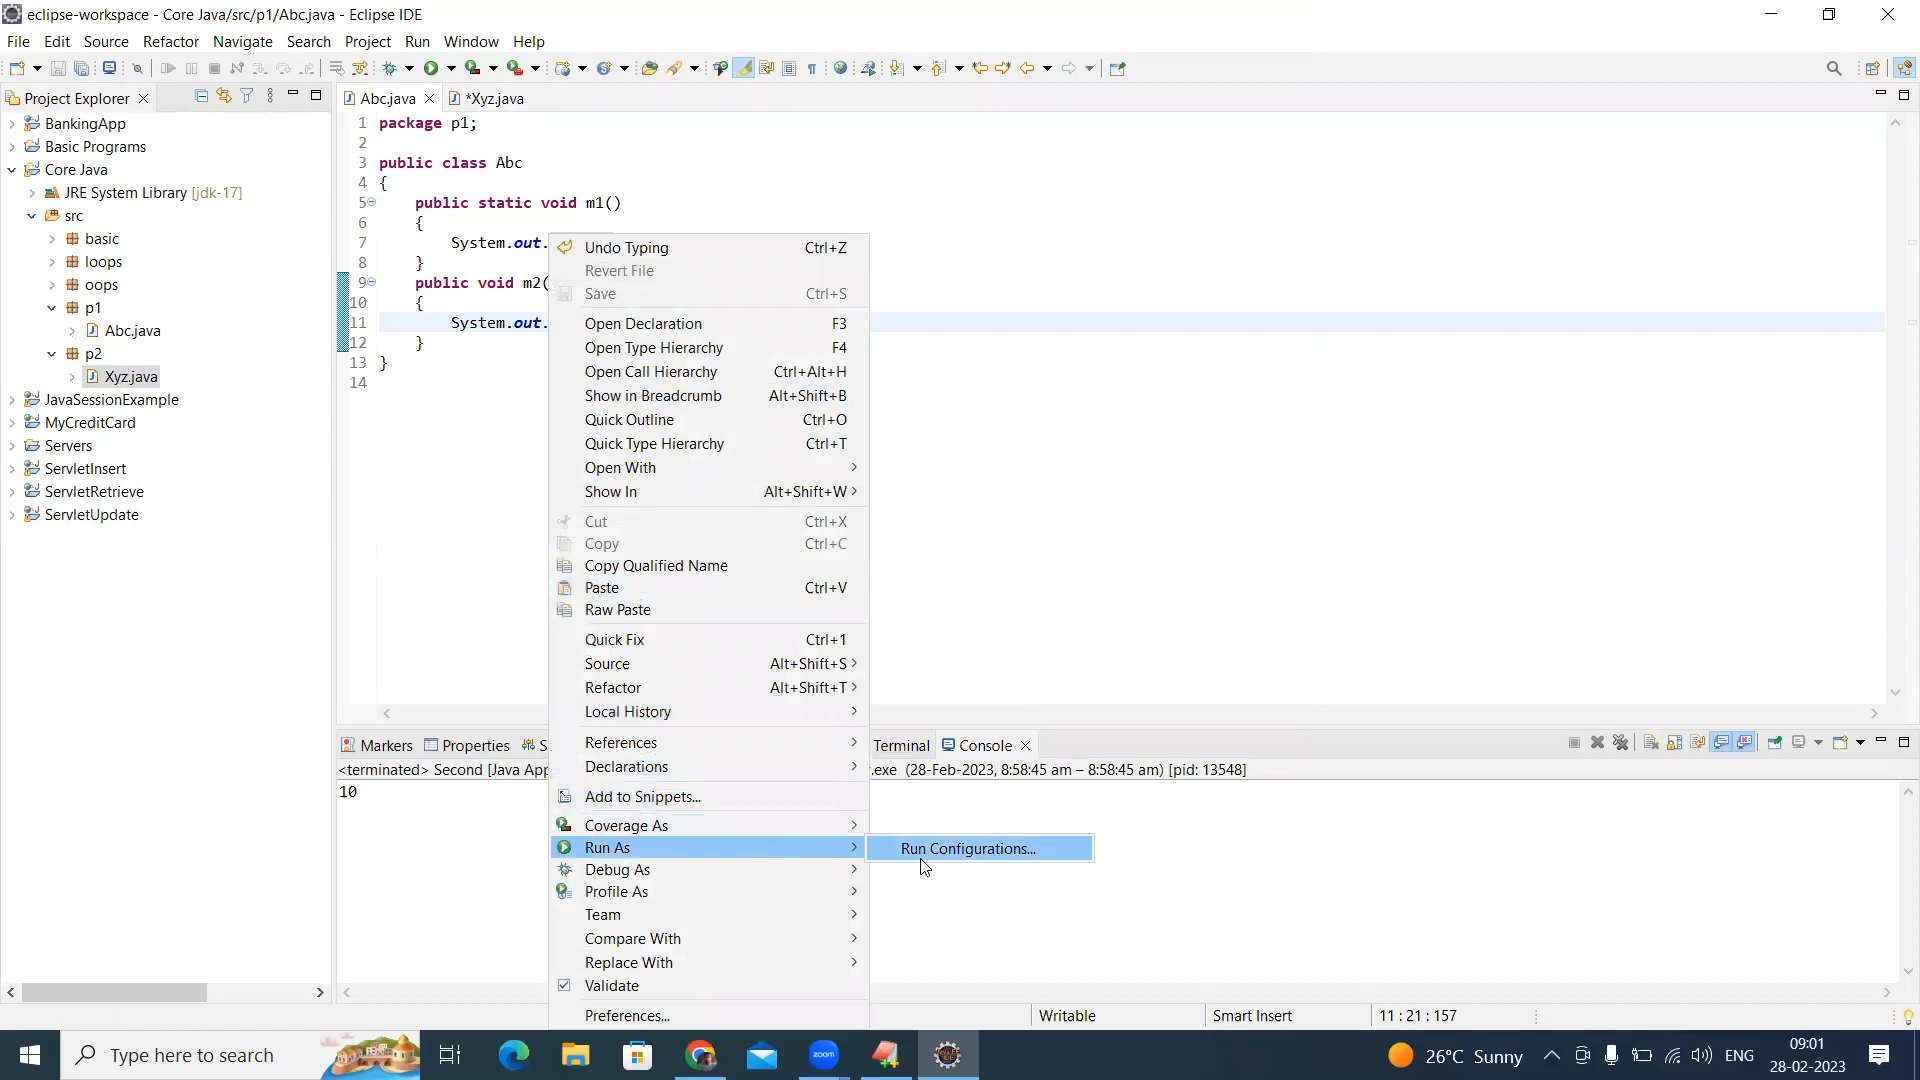 eclipse-workspace - Core Java/src/p1/Abc.java - Eclipse IDE
File Edit Source Refactor Navigate Search Project Run Window Help
Project Explorer
BankingApp
Basic Programs
Core Java
JRE System Library [jdk-17]
src
basic
loops
oops
p1
Abc.java
p2
Xyz.java
JavaSessionExample
MyCreditCard
Servers
ServletInsert
ServletRetrieve
ServletUpdate
Abc.java *Xyz.java
1 package p1;
2
3 public class Abc
4 {
5 public static void m1()
6 {
7 System.out.
8 }
9 public void m2(
10 {
11 System.out.
12 }
13 }
14
Undo Typing Ctrl+Z
Revert File
Save Ctrl+S
Open Declaration F3
Open Type Hierarchy F4
Open Call Hierarchy Ctrl+Alt+H
Show in Breadcrumb Alt+Shift+B
Quick Outline Ctrl+O
Quick Type Hierarchy Ctrl+T
Open With
Show In Alt+Shift+W
Cut Ctrl+X
Copy Ctrl+C
Copy Qualified Name
Paste Ctrl+V
Raw Paste
Quick Fix Ctrl+1
Source Alt+Shift+S
Refactor Alt+Shift+T
Local History
References
Declarations
Add to Snippets...
Coverage As
Run As
Debug As
Profile As
Team
Compare With
Replace With
Validate
Preferences...
Run Configurations...
Markers Properties S Terminal Console
<terminated> Second [Java App .exe (28-Feb-2023, 8:58:45 am – 8:58:45 am) [pid: 13548]
10
Writable Smart Insert 11 : 21 : 157
Type here to search
zoom
26°C Sunny
ENG
09:01
28-02-2023